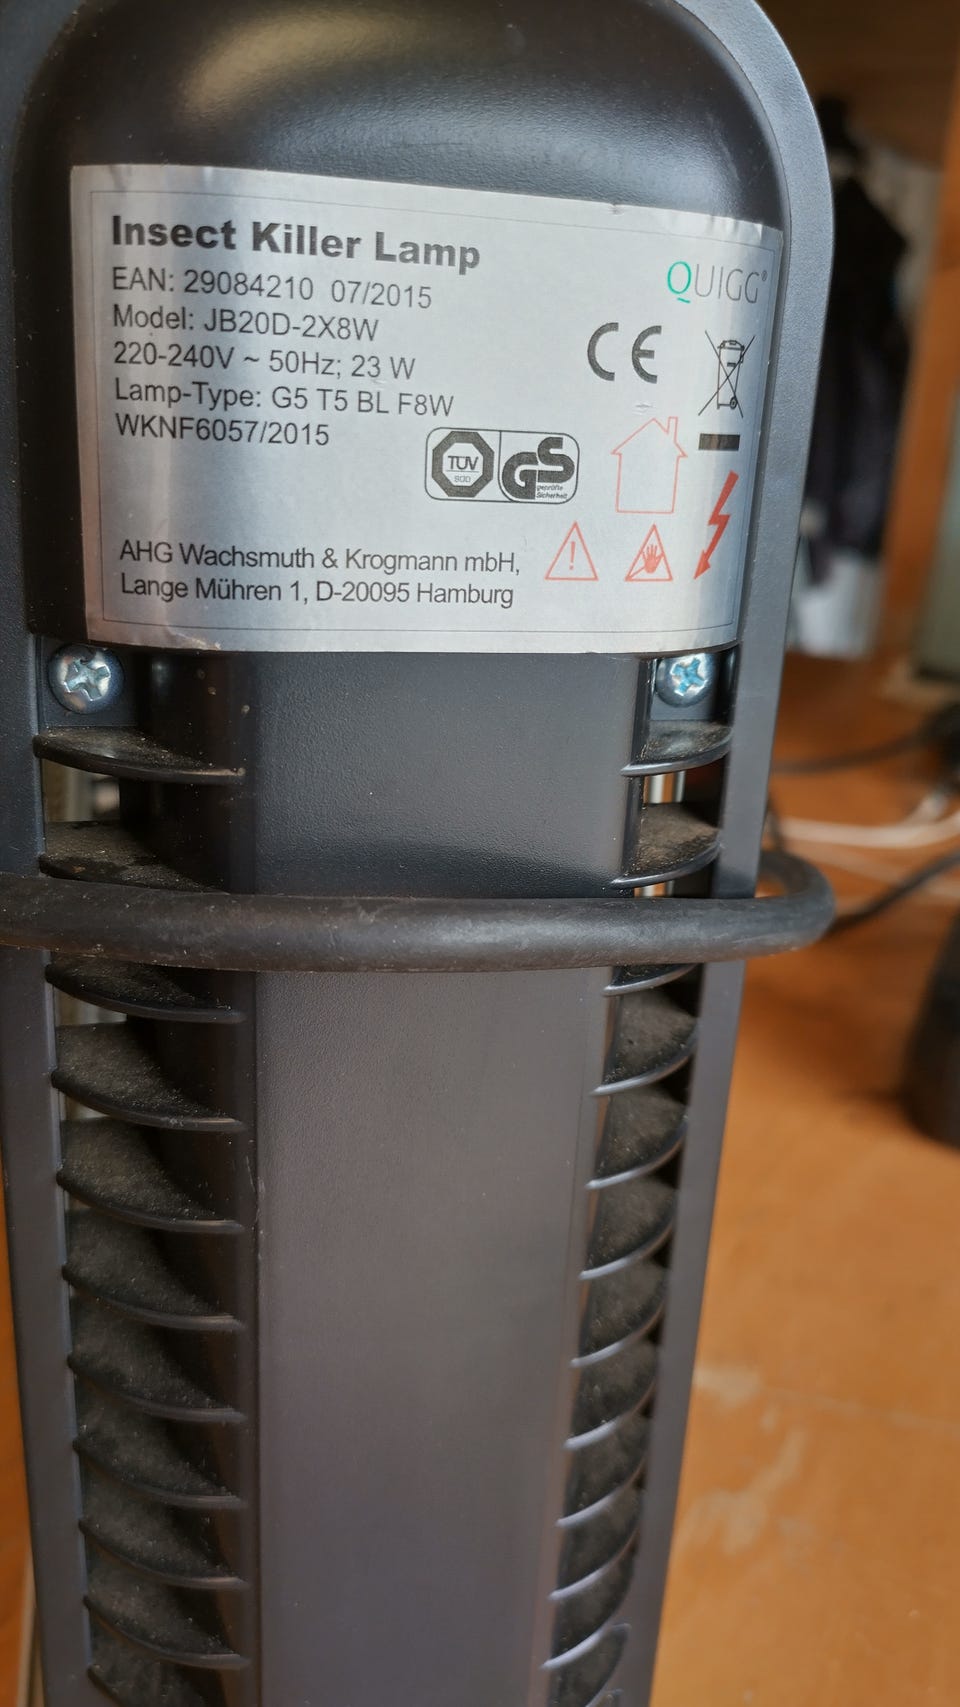 Insect Killer Lamp
QUIGG®
EAN: 29084210 07/2015
Model: JB20D-2X8W
220-240V ~ 50Hz; 23 W
Lamp-Type: G5 T5 BL F8W
WKNF6057/2015
CE
TÜV
SÜD
GS
geprüfte
Sicherheit
AHG Wachsmuth & Krogmann mbH,
Lange Mühren 1, D-20095 Hamburg